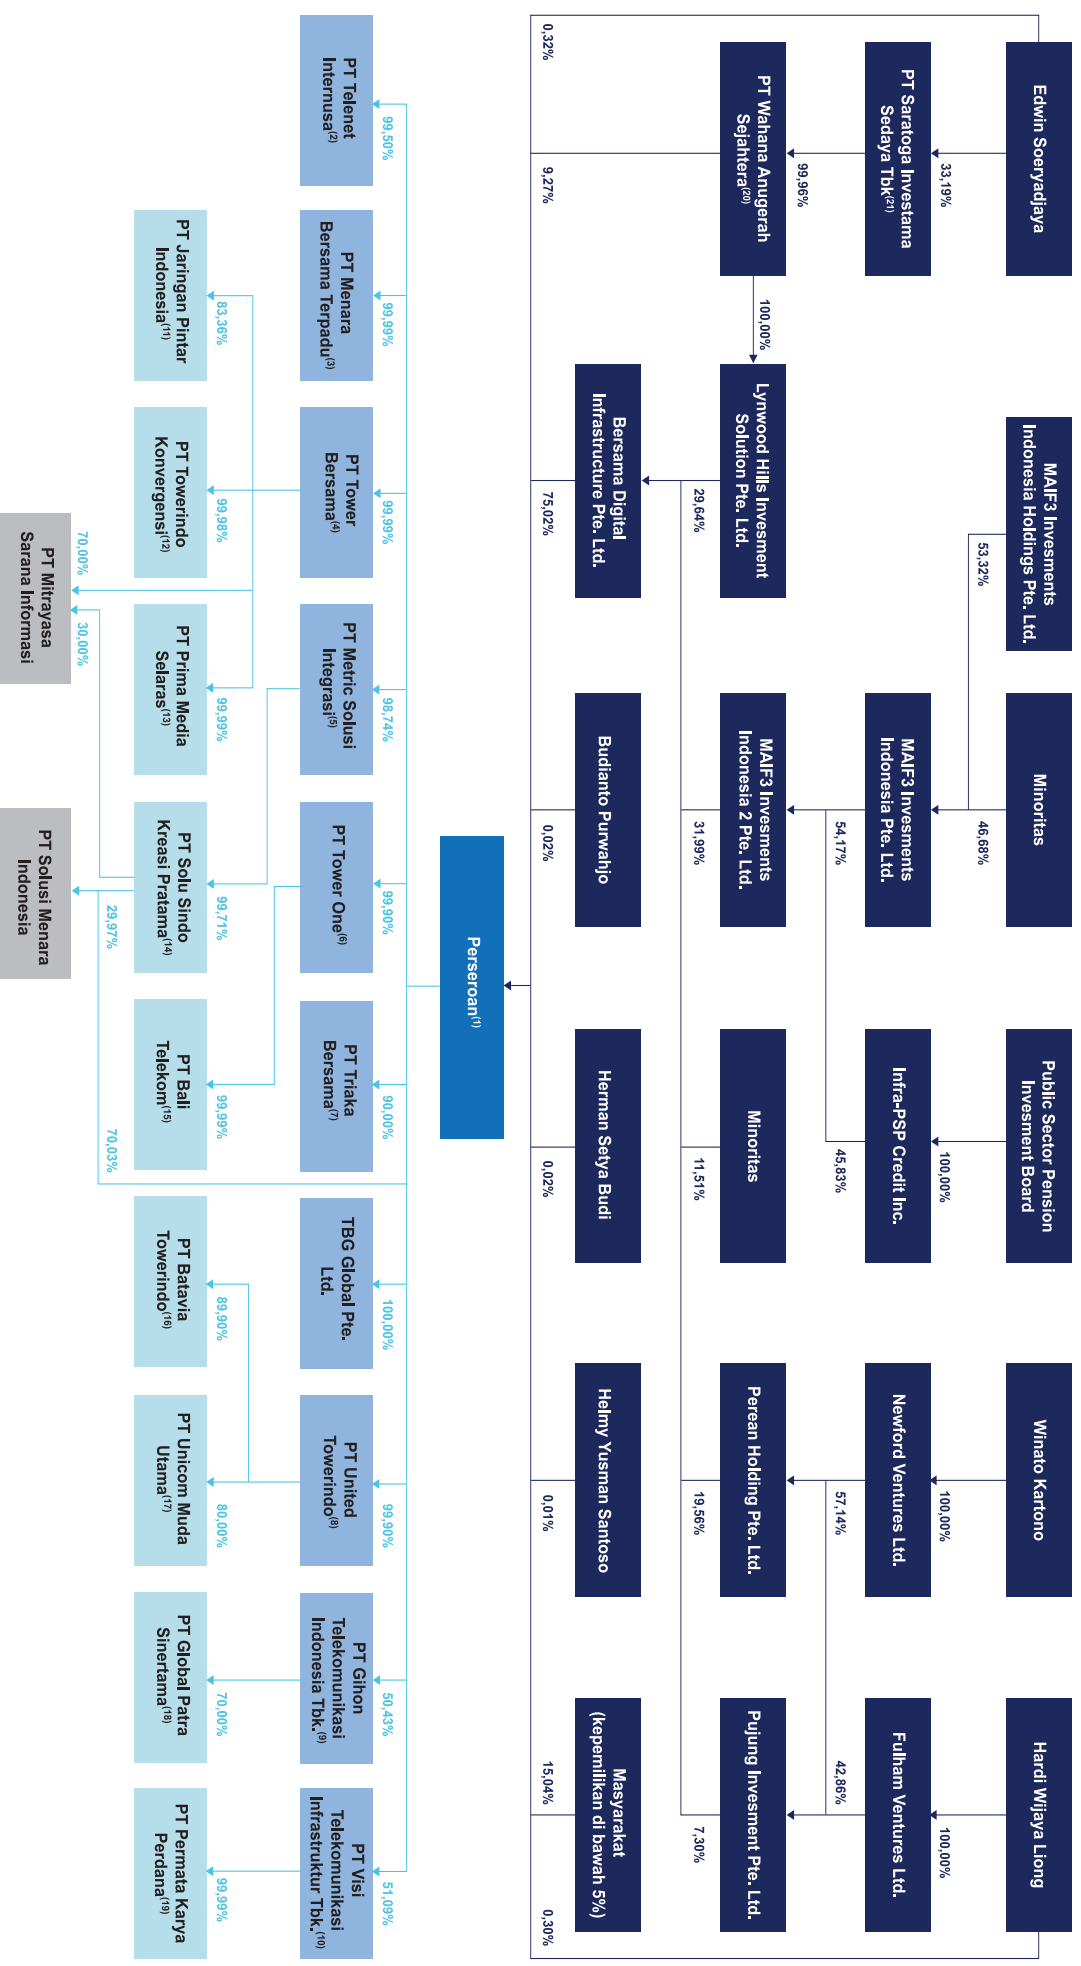 Edwin Soeryadjaya
MAIF3 Invesments
Indonesia Holdings Pte. Ltd.
Minoritas
Public Sector Pension
Invesment Board
Winato Kartono
Hardi Wijaya Liong
33,19%
53,32%
46,68%
100,00%
100,00%
100,00%
PT Saratoga Investama
Sedaya Tbk(21)
MAIF3 Invesments
Indonesia Pte. Ltd.
Infra-PSP Credit Inc.
Newford Ventures Ltd.
Fulham Ventures Ltd.
99,96%
54,17%
45,83%
57,14%
42,86%
PT Wahana Anugerah
Sejahtera(20)
100,00%
Lynwood Hills Invesment
Solution Pte. Ltd.
MAIF3 Invesments
Indonesia 2 Pte. Ltd.
Minoritas
Perean Holding Pte. Ltd.
Pujung Invesment Pte. Ltd.
29,64%
31,99%
11,51%
19,56%
7,30%
Bersama Digital
Infrastructure Pte. Ltd.
Budianto Purwahjo
Herman Setya Budi
Helmy Yusman Santoso
Masyarakat
(kepemilikan di bawah 5%)
0,32%
9,27%
75,02%
0,02%
0,02%
0,01%
15,04%
0,30%
Perseroan(1)
99,50%
99,99%
99,99%
98,74%
99,90%
90,00%
100,00%
99,90%
50,43%
51,09%
PT Telenet
Internusa(2)
PT Menara
Bersama Terpadu(3)
PT Tower
Bersama(4)
PT Metric Solusi
Integrasi(5)
PT Tower One(6)
PT Triaka
Bersama(7)
TBG Global Pte.
Ltd.
PT United
Towerindo(8)
PT Gihon
Telekomunikasi
Indonesia Tbk.(9)
PT Visi
Telekomunikasi
Infrastruktur Tbk.(10)
83,36%
99,98%
99,99%
99,71%
99,99%
89,90%
80,00%
70,00%
99,99%
PT Jaringan Pintar
Indonesia(11)
PT Towerindo
Konvergensi(12)
PT Prima Media
Selaras(13)
PT Solu Sindo
Kreasi Pratama(14)
PT Bali
Telekom(15)
PT Batavia
Towerindo(16)
PT Unicom Muda
Utama(17)
PT Global Patra
Sinertama(18)
PT Permata Karya
Perdana(19)
70,00%
30,00%
29,97%
70,03%
PT Mitrayasa
Sarana Informasi
PT Solusi Menara
Indonesia